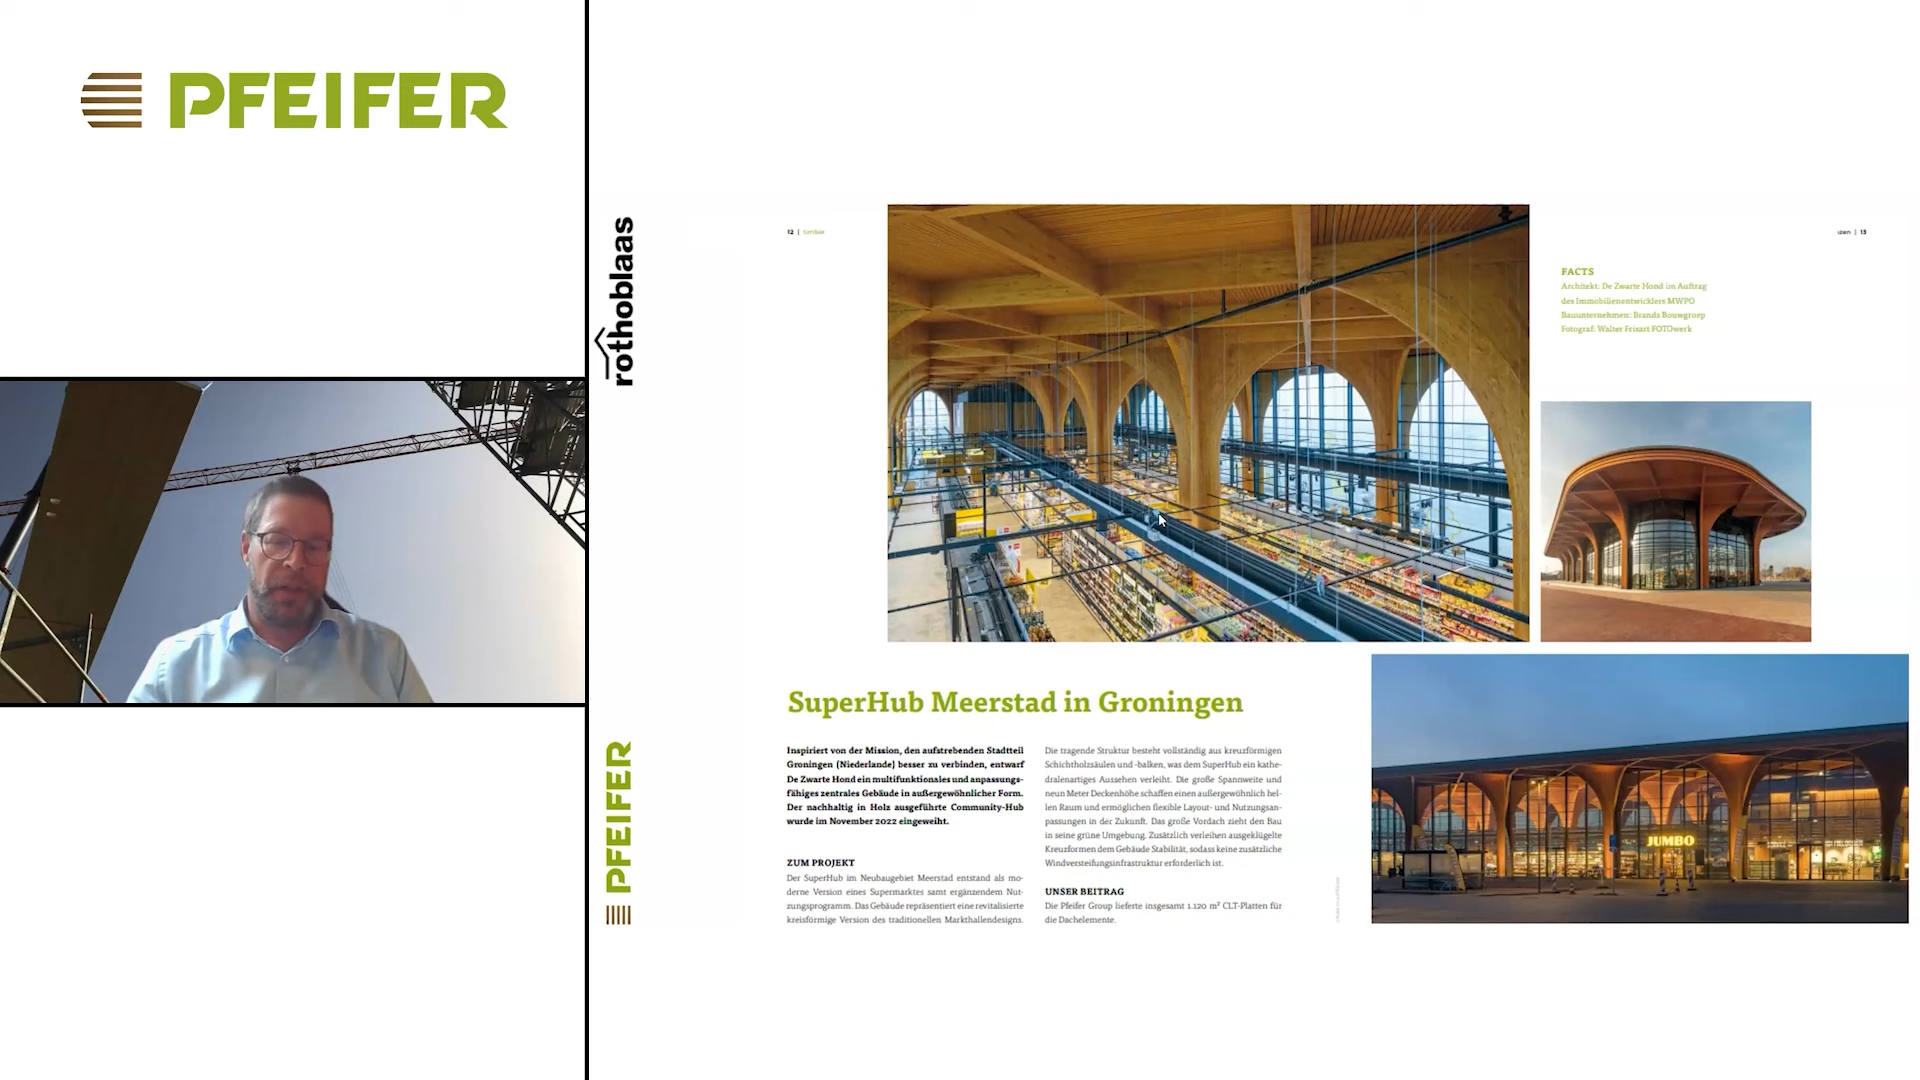 PFEIFER
rothoblaas
PFEIFER
12 | timber
izen | 13
FACTS
Architekt: De Zwarte Hond im Auftrag
des Immobilienentwicklers MWPO
Bauunternehmen: Brands Bouwgroep
Fotograf: Walter Frisart FOTOwerk
SuperHub Meerstad in Groningen
Inspiriert von der Mission, den aufstrebenden Stadtteil
Groningen (Niederlande) besser zu verbinden, entwarf
De Zwarte Hond ein multifunktionales und anpassungs-
fähiges zentrales Gebäude in außergewöhnlicher Form.
Der nachhaltig in Holz ausgeführte Community-Hub
wurde im November 2022 eingeweiht.
ZUM PROJEKT
Der SuperHub im Neubaugebiet Meerstad entstand als mo-
derne Version eines Supermarktes samt ergänzendem Nut-
zungsprogramm. Das Gebäude repräsentiert eine revitalisierte
kreisförmige Version des traditionellen Markthallendesigns.
Die tragende Struktur besteht vollständig aus kreuzförmigen
Schichtholzsäulen und -balken, was dem SuperHub ein kathe-
dralenartiges Aussehen verleiht. Die große Spannweite und
neun Meter Deckenhöhe schaffen einen außergewöhnlich hel-
len Raum und ermöglichen flexible Layout- und Nutzungsan-
passungen in der Zukunft. Das große Vordach zieht den Bau
in seine grüne Umgebung. Zusätzlich verleihen ausgeklügelte
Kreuzformen dem Gebäude Stabilität, sodass keine zusätzliche
Windversteifungsinfrastruktur erforderlich ist.
UNSER BEITRAG
Die Pfeifer Group lieferte insgesamt 1.120 m² CLT-Platten für
die Dachelemente.
JUMBO